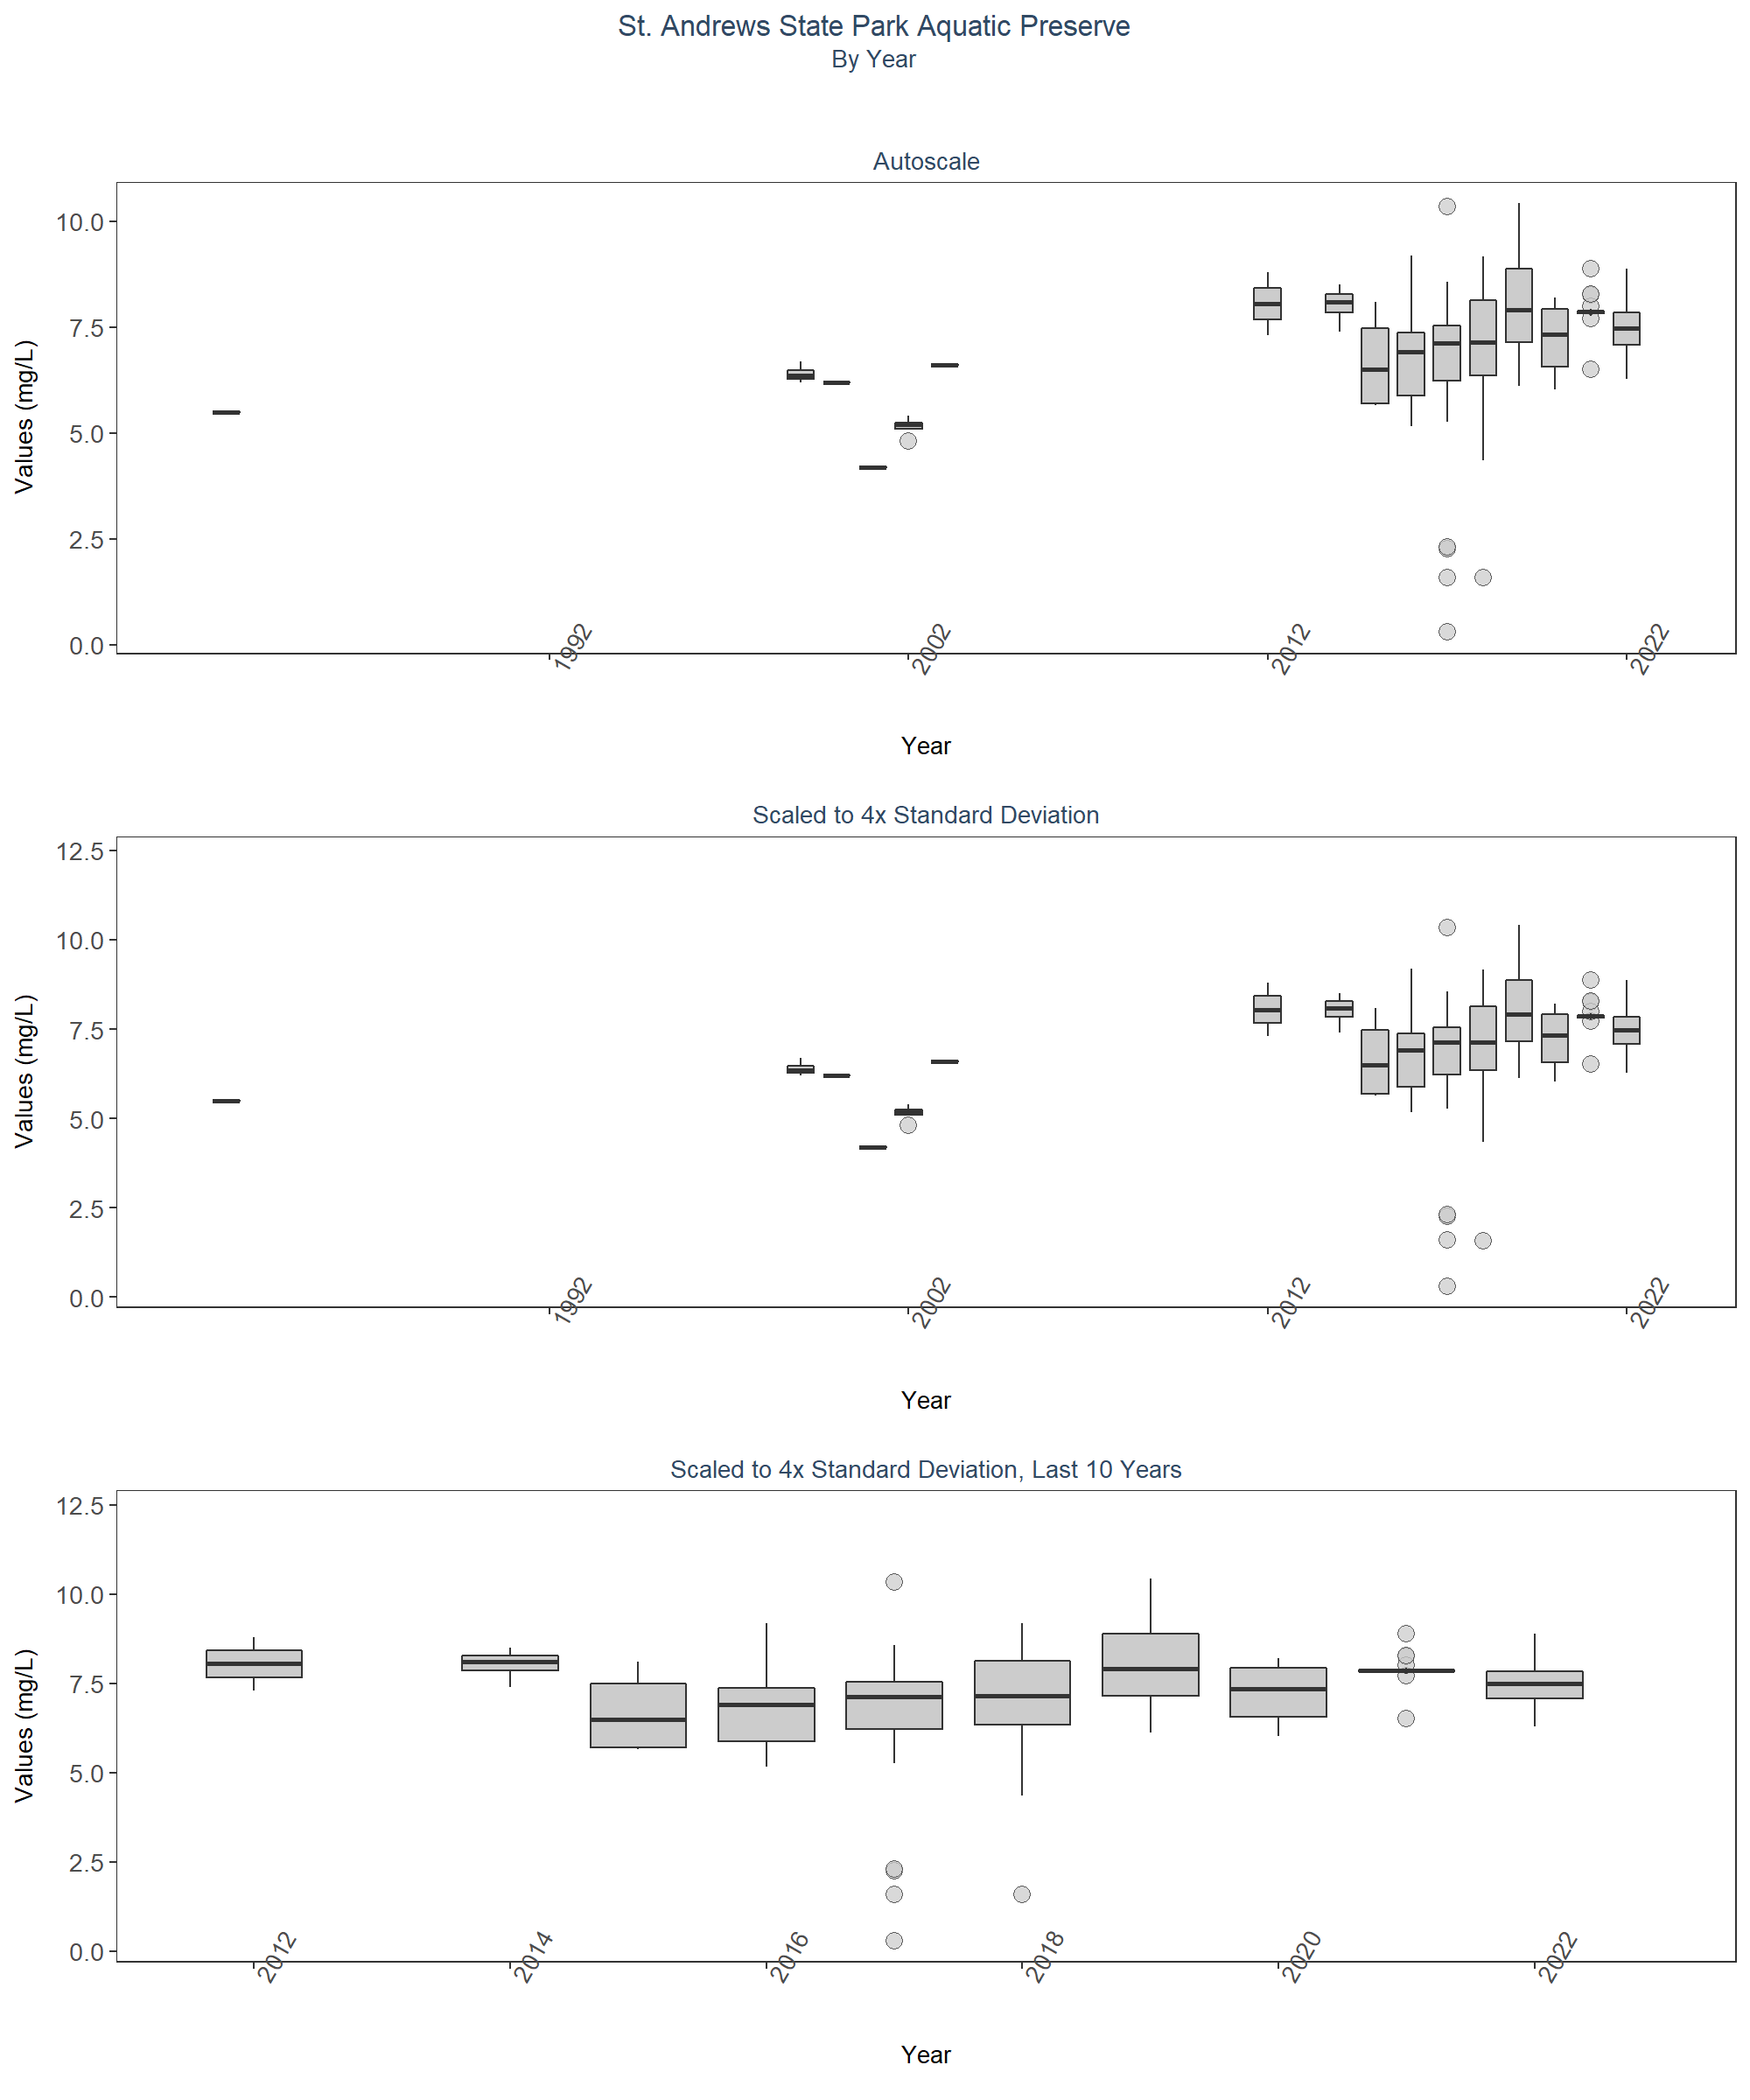 St. Andrews State Park Aquatic Preserve
By Year
Autoscale
Values (mg/L)
10.0
7.5
5.0
2.5
0.0
1992
2002
2012
2022
Year
Scaled to 4x Standard Deviation
Values (mg/L)
12.5
10.0
7.5
5.0
2.5
0.0
1992
2002
2012
2022
Year
Scaled to 4x Standard Deviation, Last 10 Years
Values (mg/L)
12.5
10.0
7.5
5.0
2.5
0.0
2012
2014
2016
2018
2020
2022
Year